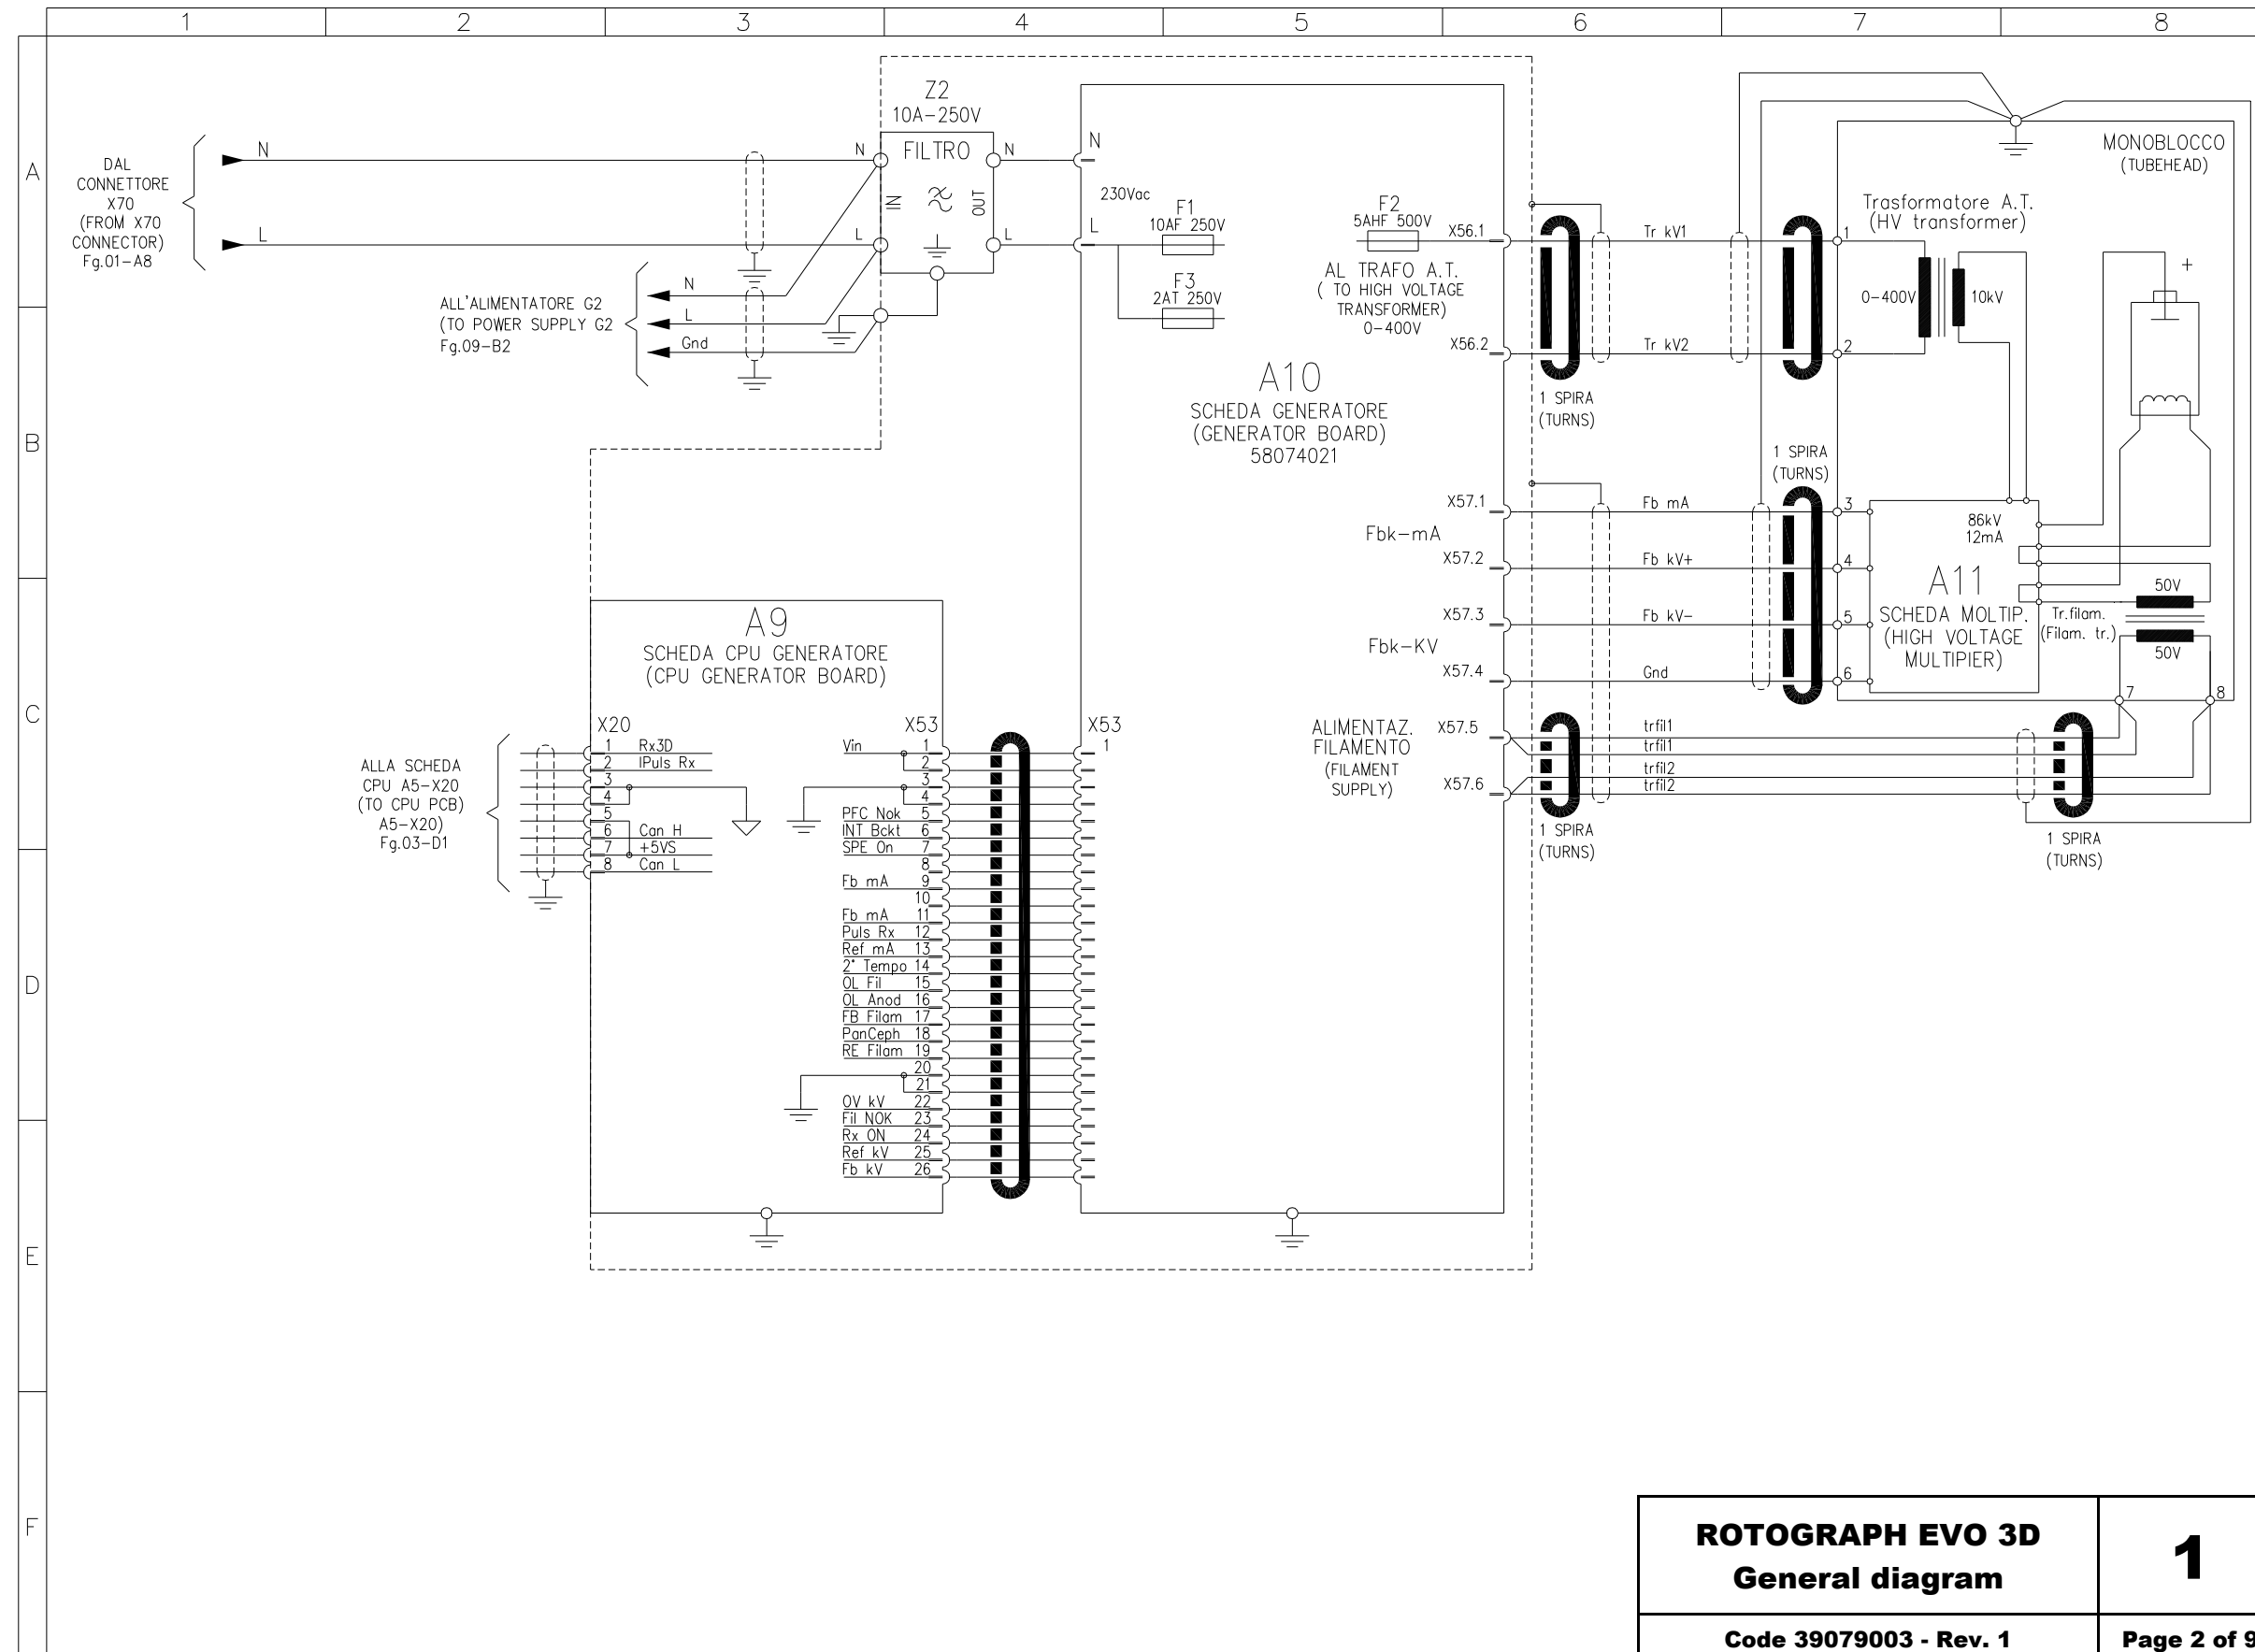 1
2
3
4
5
6
7
8
A
B
C
D
E
F
DAL
CONNETTORE
X70
(FROM X70
CONNECTOR)
Fg.01-A8
N
L
ALL'ALIMENTATORE G2
(TO POWER SUPPLY G2
Fg.09-B2
N
L
Gnd
Z2
10A-250V
FILTRO
N
L
IN
OUT
N
L
N
230Vac
L
F1
10AF 250V
F3
2AT 250V
F2
5AHF 500V
X56.1
AL TRAFO A.T.
( TO HIGH VOLTAGE
TRANSFORMER)
0-400V
X56.2
A10
SCHEDA GENERATORE
(GENERATOR BOARD)
58074021
Tr kV1
Tr kV2
1 SPIRA
(TURNS)
1 SPIRA
(TURNS)
MONOBLOCCO
(TUBEHEAD)
Trasformatore A.T.
(HV transformer)
1
2
0-400V
10kV
+
X57.1
Fbk-mA
X57.2
X57.3
Fbk-KV
X57.4
Fb mA
Fb kV+
Fb kV-
Gnd
3
4
5
6
86kV
12mA
A11
SCHEDA MOLTIP.
(HIGH VOLTAGE
MULTIPIER)
50V
Tr.filam.
(Filam. tr.)
50V
7
8
ALIMENTAZ.
FILAMENTO
(FILAMENT
SUPPLY)
X57.5
X57.6
trfil1
trfil1
trfil2
trfil2
1 SPIRA
(TURNS)
1 SPIRA
(TURNS)
A9
SCHEDA CPU GENERATORE
(CPU GENERATOR BOARD)
ALLA SCHEDA
CPU A5-X20
(TO CPU PCB)
A5-X20)
Fg.03-D1
X20
1 Rx3D
2 IPuls Rx
3
4
5
6 Can H
7 +5VS
8 Can L
X53
X53
Vin 1
1
2
3
4
PFC Nok 5
INT Bckt 6
SPE On 7
8
Fb mA 9
10
Fb mA 11
Puls Rx 12
Ref mA 13
2° Tempo 14
OL Fil 15
OL Anod 16
FB Filam 17
PanCeph 18
RE Filam 19
20
21
OV kV 22
Fil NOK 23
Rx ON 24
Ref kV 25
Fb kV 26
ROTOGRAPH EVO 3D
General diagram
1
Code 39079003 - Rev. 1
Page 2 of 9